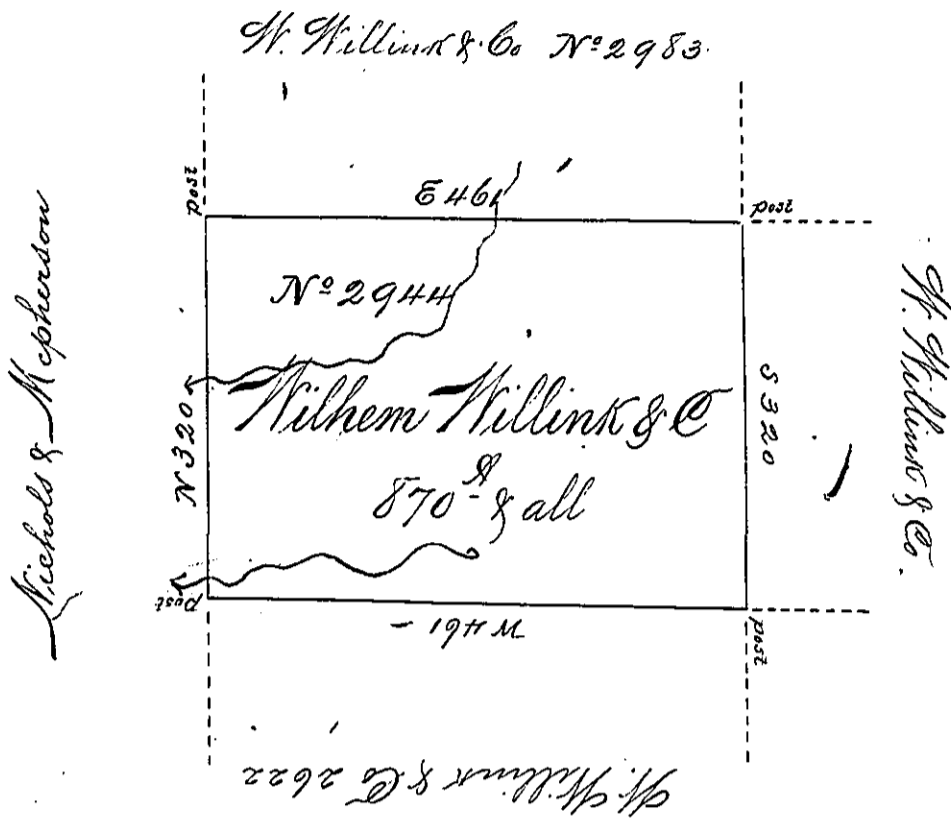 W. Willink & Co Nº 2983
post
E 461
post
Nº 2944
Nichols & Mcpherson
N 320
Wilhem Willink & C
S 320
W. Willink & Co.
870 A & all
post
W 461 -
post
W. Willink & Co 2622